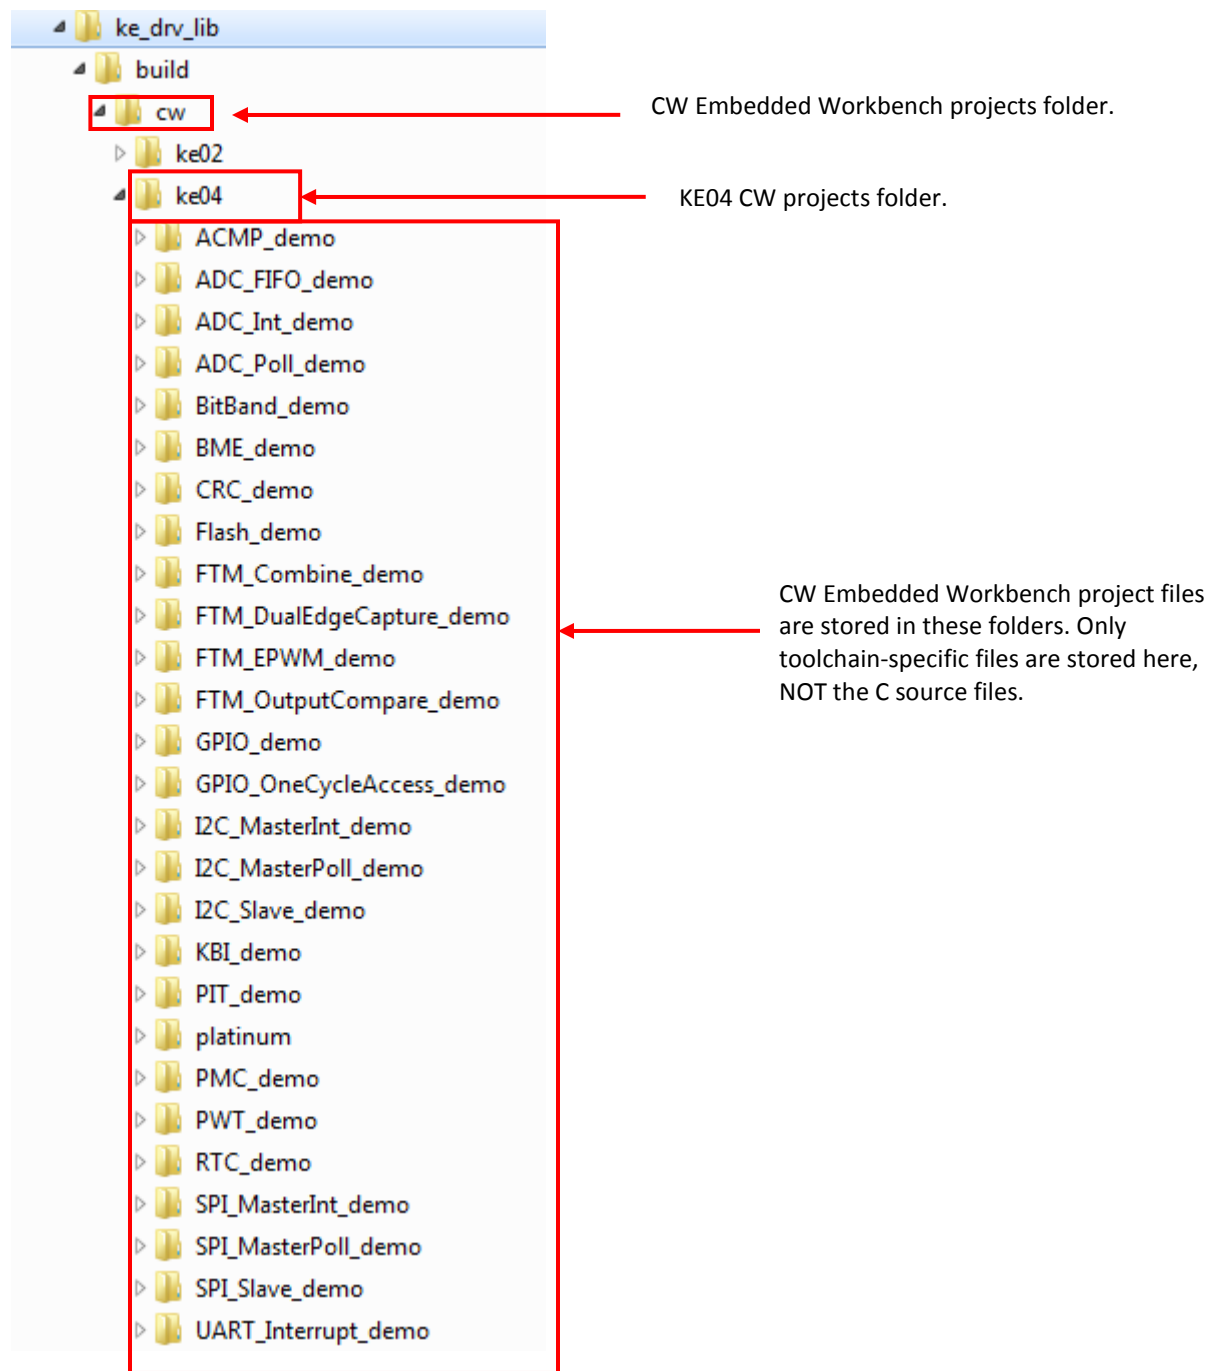 ke_drv_lib
build
cw
CW Embedded Workbench projects folder.
ke02
ke04
KE04 CW projects folder.
ACMP_demo
ADC_FIFO_demo
ADC_Int_demo
ADC_Poll_demo
BitBand_demo
BME_demo
CRC_demo
Flash_demo
FTM_Combine_demo
FTM_DualEdgeCapture_demo
FTM_EPWM_demo
FTM_OutputCompare_demo
GPIO_demo
GPIO_OneCycleAccess_demo
I2C_MasterInt_demo
I2C_MasterPoll_demo
I2C_Slave_demo
KBI_demo
PIT_demo
platinum
PMC_demo
PWT_demo
RTC_demo
SPI_MasterInt_demo
SPI_MasterPoll_demo
SPI_Slave_demo
UART_Interrupt_demo
CW Embedded Workbench project files
are stored in these folders. Only
toolchain-specific files are stored here,
NOT the C source files.